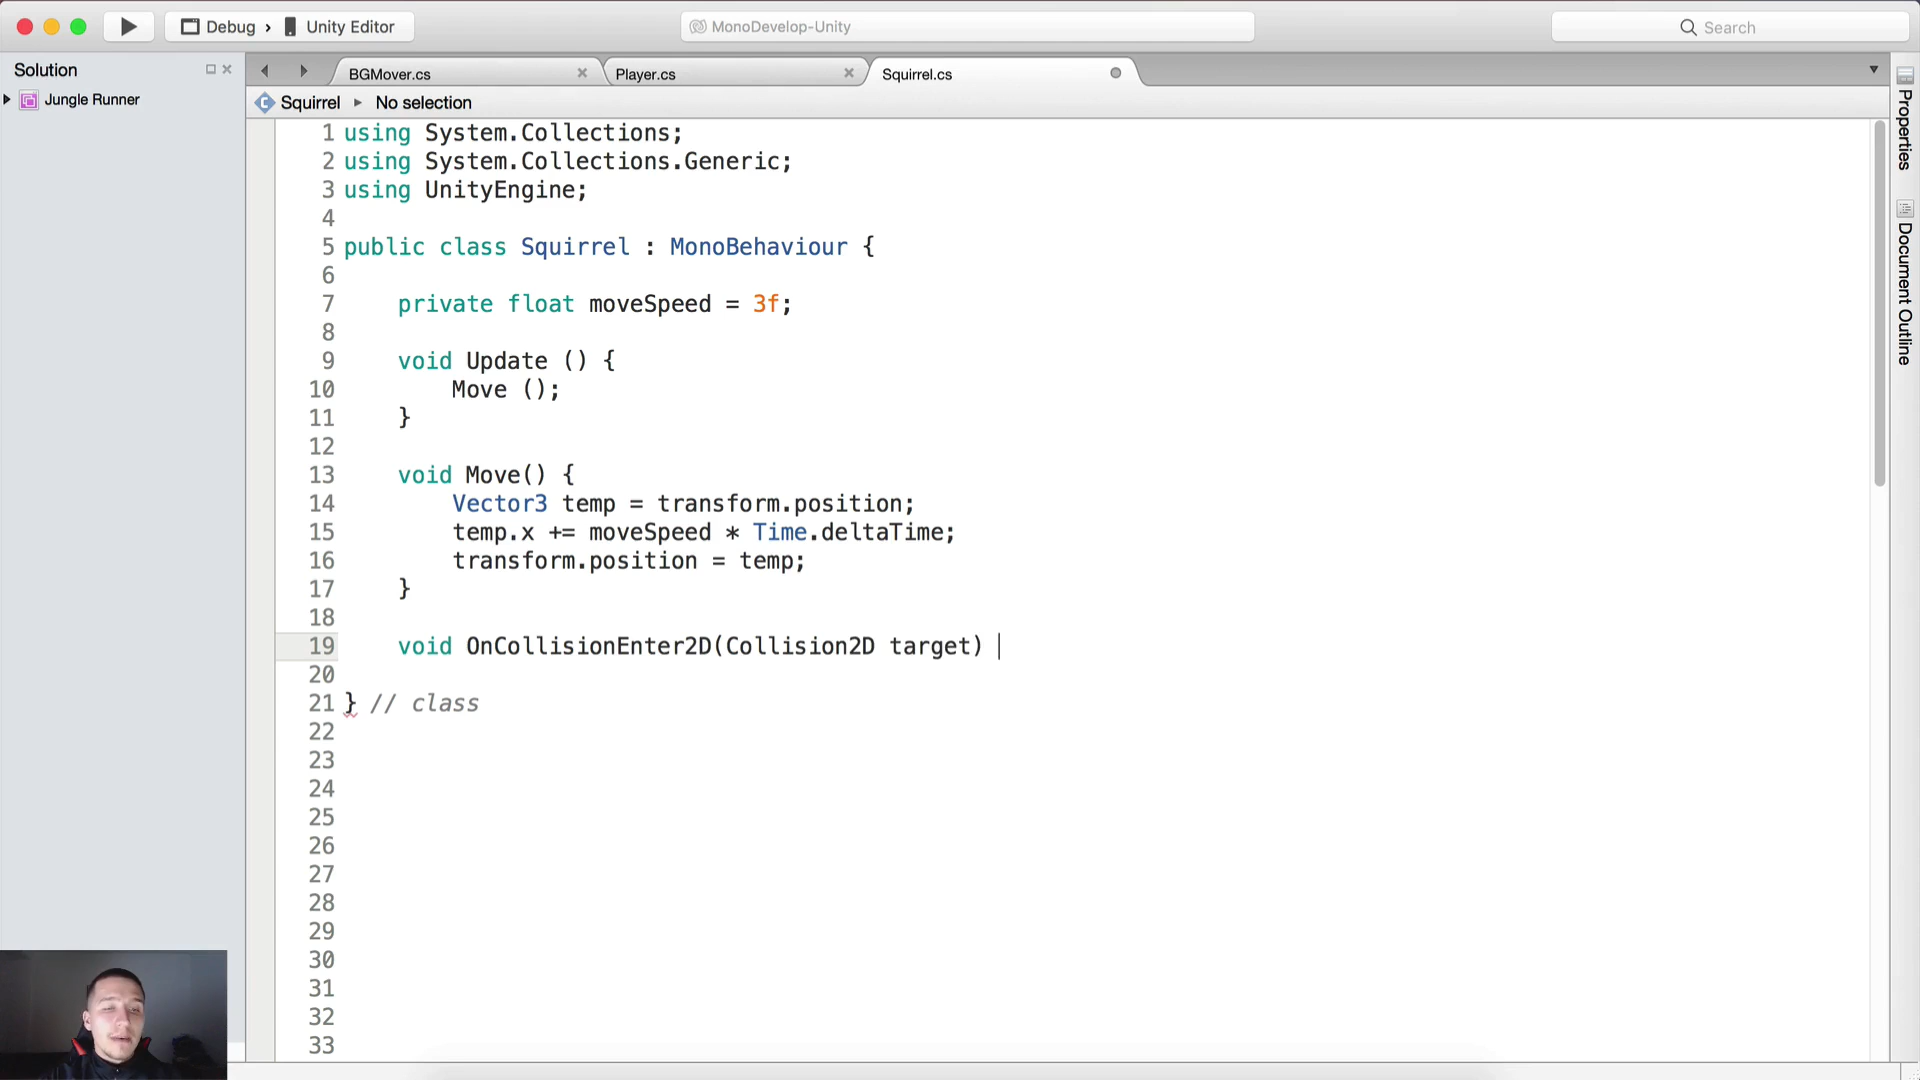 Debug › Unity Editor
MonoDevelop-Unity
Search
Solution
Jungle Runner
BGMover.cs
Player.cs
Squirrel.cs
Squirrel ▸ No selection
1 using System.Collections;
2 using System.Collections.Generic;
3 using UnityEngine;
4
5 public class Squirrel : MonoBehaviour {
6
7 private float moveSpeed = 3f;
8
9 void Update () {
10 Move ();
11 }
12
13 void Move() {
14 Vector3 temp = transform.position;
15 temp.x += moveSpeed * Time.deltaTime;
16 transform.position = temp;
17 }
18
19 void OnCollisionEnter2D(Collision2D target)
20
21 } // class
22
23
24
25
26
27
28
29
30
31
32
33
Properties
Document Outline